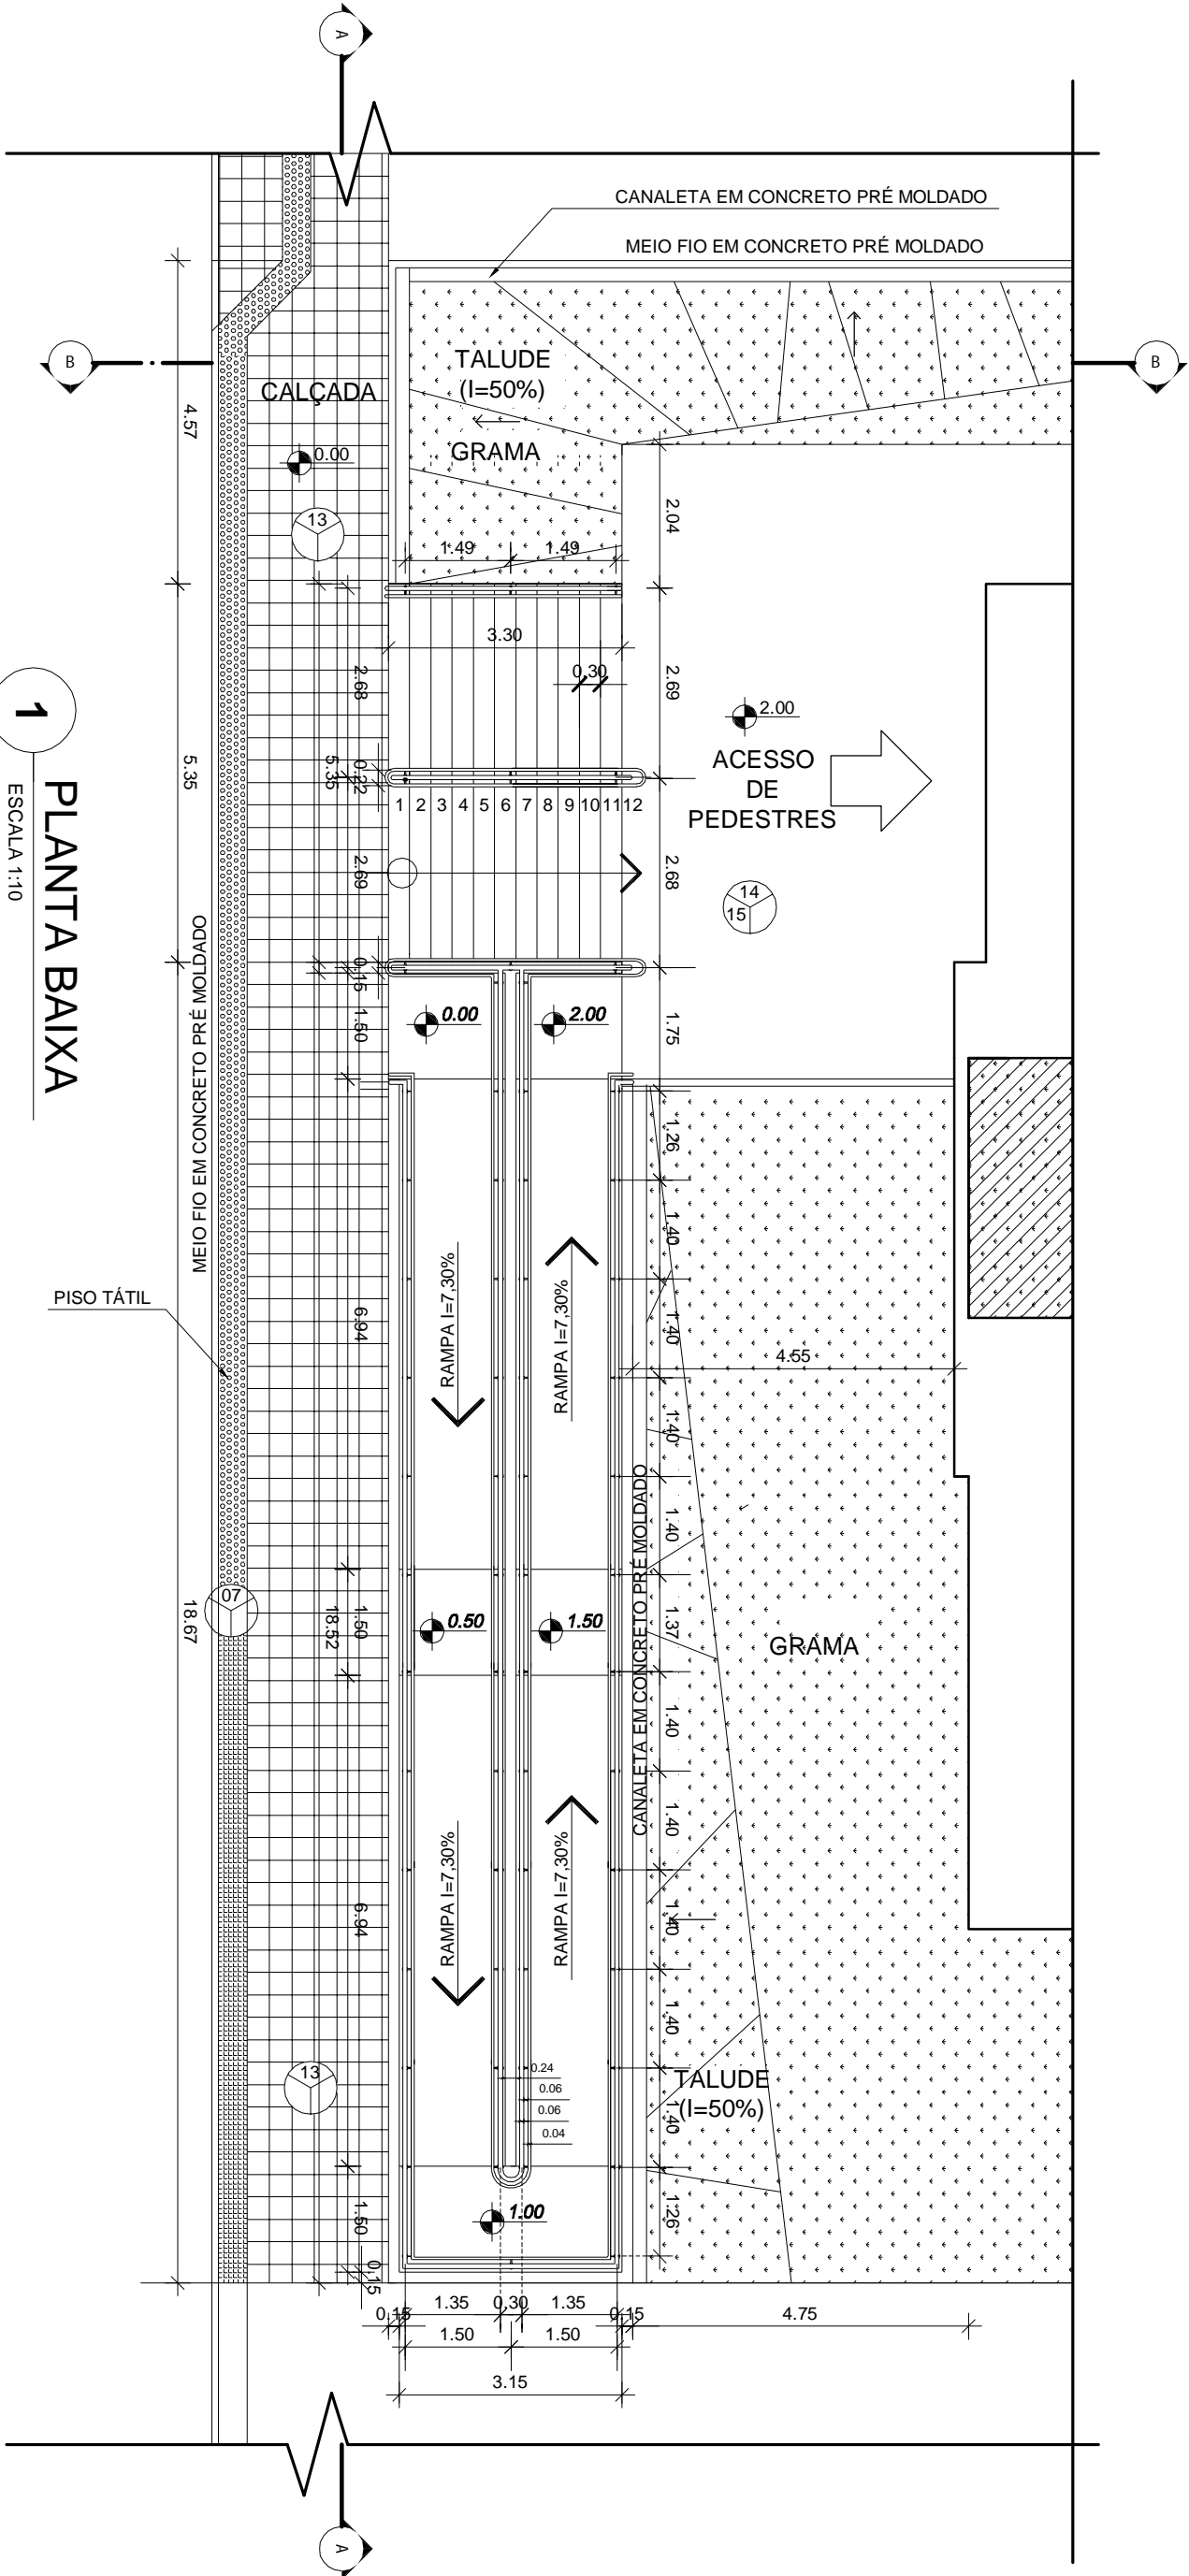 A
CANALETA EM CONCRETO PRÉ MOLDADO
MEIO FIO EM CONCRETO PRÉ MOLDADO
B
B
TALUDE
(I=50%)
CALÇADA
4.57
GRAMA
0.00
2.04
13
1.49
1.49
3.30
0,30
2.68
2.69
2.00
ACESSO
DE
PEDESTRES
5.35
5.35
0.22
1 2 3 4 5 6 7 8 9 10 11 12
2.69
2.68
14
15
1
PLANTA BAIXA
ESCALA 1:10
MEIO FIO EM CONCRETO PRÉ MOLDADO
0.15
1.50
0.00
2.00
1.75
1.26
1.40
RAMPA I=7,30%
RAMPA I=7,30%
PISO TÁTIL
6.94
1.40
4.55
1.40
1.40
CANALETA EM CONCRETO PRÉ MOLDADO
07
18.67
18.52
1.50
0.50
1.50
1.37
GRAMA
1.40
1.40
RAMPA I=7,30%
RAMPA I=7,30%
6.94
1.40
1.40
13
0.24
0.06
0.06
0.04
TALUDE
(I=50%)
1.40
1.50
1.00
1.26
0,15
0.15
1.35
0,30
1.35
0.15
4.75
1.50
1.50
3.15
A